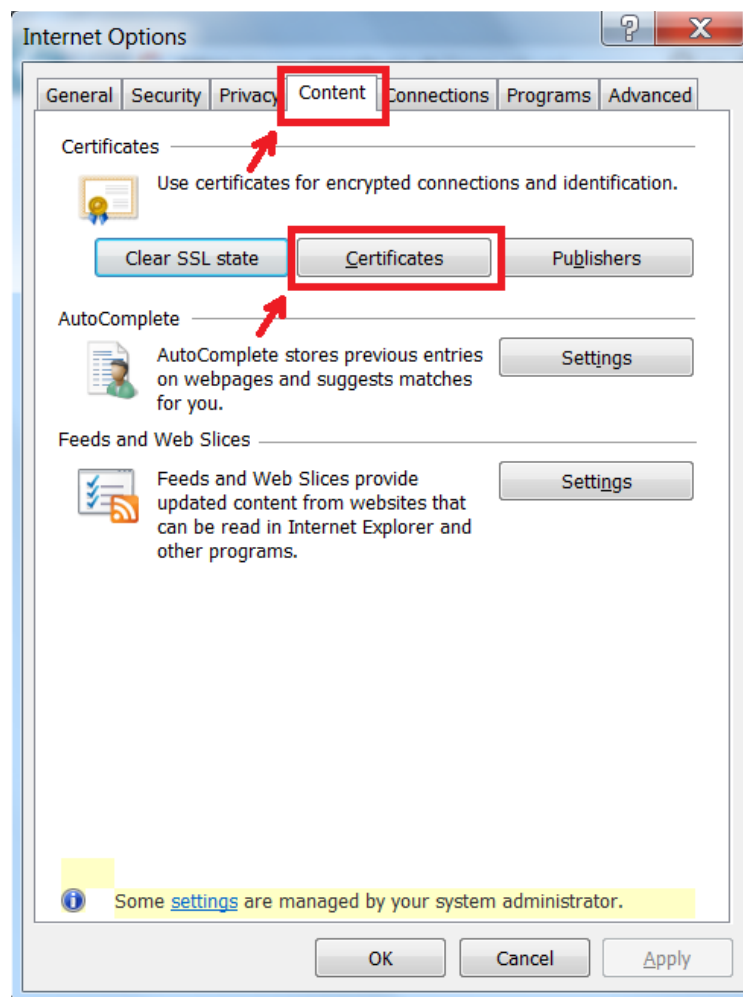 Internet Options
General Security Privacy Content Connections Programs Advanced
Certificates
Use certificates for encrypted connections and identification.
Clear SSL state Certificates Publishers
AutoComplete
AutoComplete stores previous entries
on webpages and suggests matches
for you.
Settings
Feeds and Web Slices
Feeds and Web Slices provide
updated content from websites that
can be read in Internet Explorer and
other programs.
Settings
Some settings are managed by your system administrator.
OK Cancel Apply